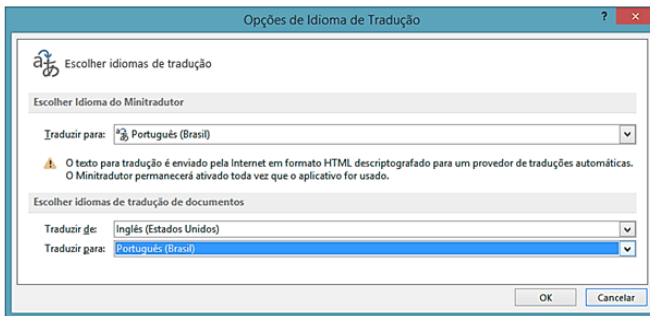 Opções de Idioma de Tradução
Escolher idiomas de tradução
Escolher Idioma do Minitradutor
Traduzir para: Português (Brasil)
O texto para tradução é enviado pela Internet em formato HTML descriptografado para um provedor de traduções automáticas.
O Minitradutor permanecerá ativado toda vez que o aplicativo for usado.
Escolher idiomas de tradução de documentos
Traduzir de: Inglês (Estados Unidos)
Traduzir para: Português (Brasil)
OK Cancelar